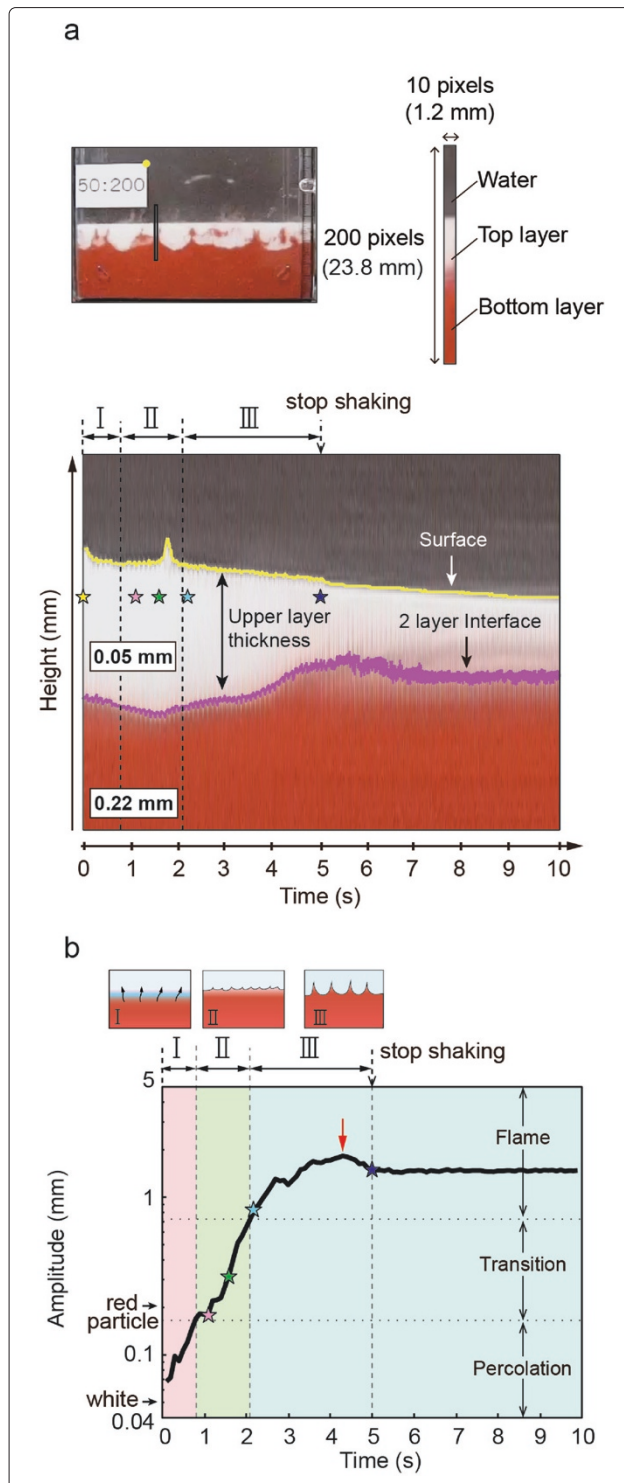 a
10 pixels
(1.2 mm)
50:200
Water
200 pixels
(23.8 mm)
Top layer
Bottom layer
stop shaking
I
II
III
Surface
Upper layer
thickness
2 layer Interface
0.05 mm
0.22 mm
Height (mm)
0 1 2 3 4 5 6 7 8 9 10
Time (s)
b
I
II
III
I
II
III
stop shaking
5
Flame
1
Transition
red
particle
0.1
Percolation
white
0.04
Amplitude (mm)
0 1 2 3 4 5 6 7 8 9 10
Time (s)